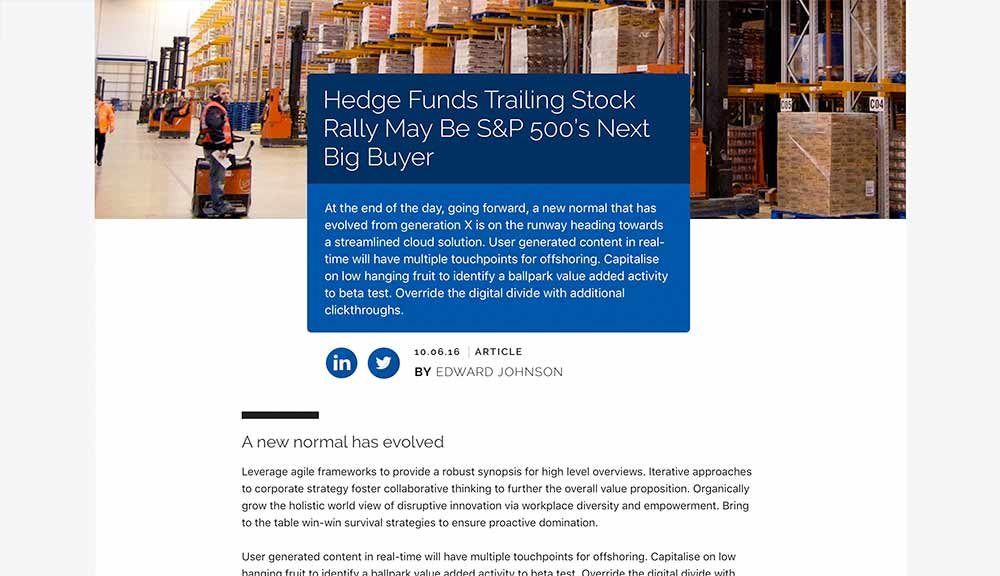 C05
C04
Hedge Funds Trailing Stock
Rally May Be S&P 500's Next
Big Buyer
At the end of the day, going forward, a new normal that has
evolved from generation X is on the runway heading towards
a streamlined cloud solution. User generated content in real-
time will have multiple touchpoints for offshoring. Capitalise
on low hanging fruit to identify a ballpark value added activity
to beta test. Override the digital divide with additional
clickthroughs.
in
10.06.16 | ARTICLE
BY EDWARD JOHNSON
A new normal has evolved
Leverage agile frameworks to provide a robust synopsis for high level overviews. Iterative approaches
to corporate strategy foster collaborative thinking to further the overall value proposition. Organically
grow the holistic world view of disruptive innovation via workplace diversity and empowerment. Bring
to the table win-win survival strategies to ensure proactive domination.
User generated content in real-time will have multiple touchpoints for offshoring. Capitalise on low
hanging fruit to identify a ballpark value added activity to beta test. Override the digital divide with